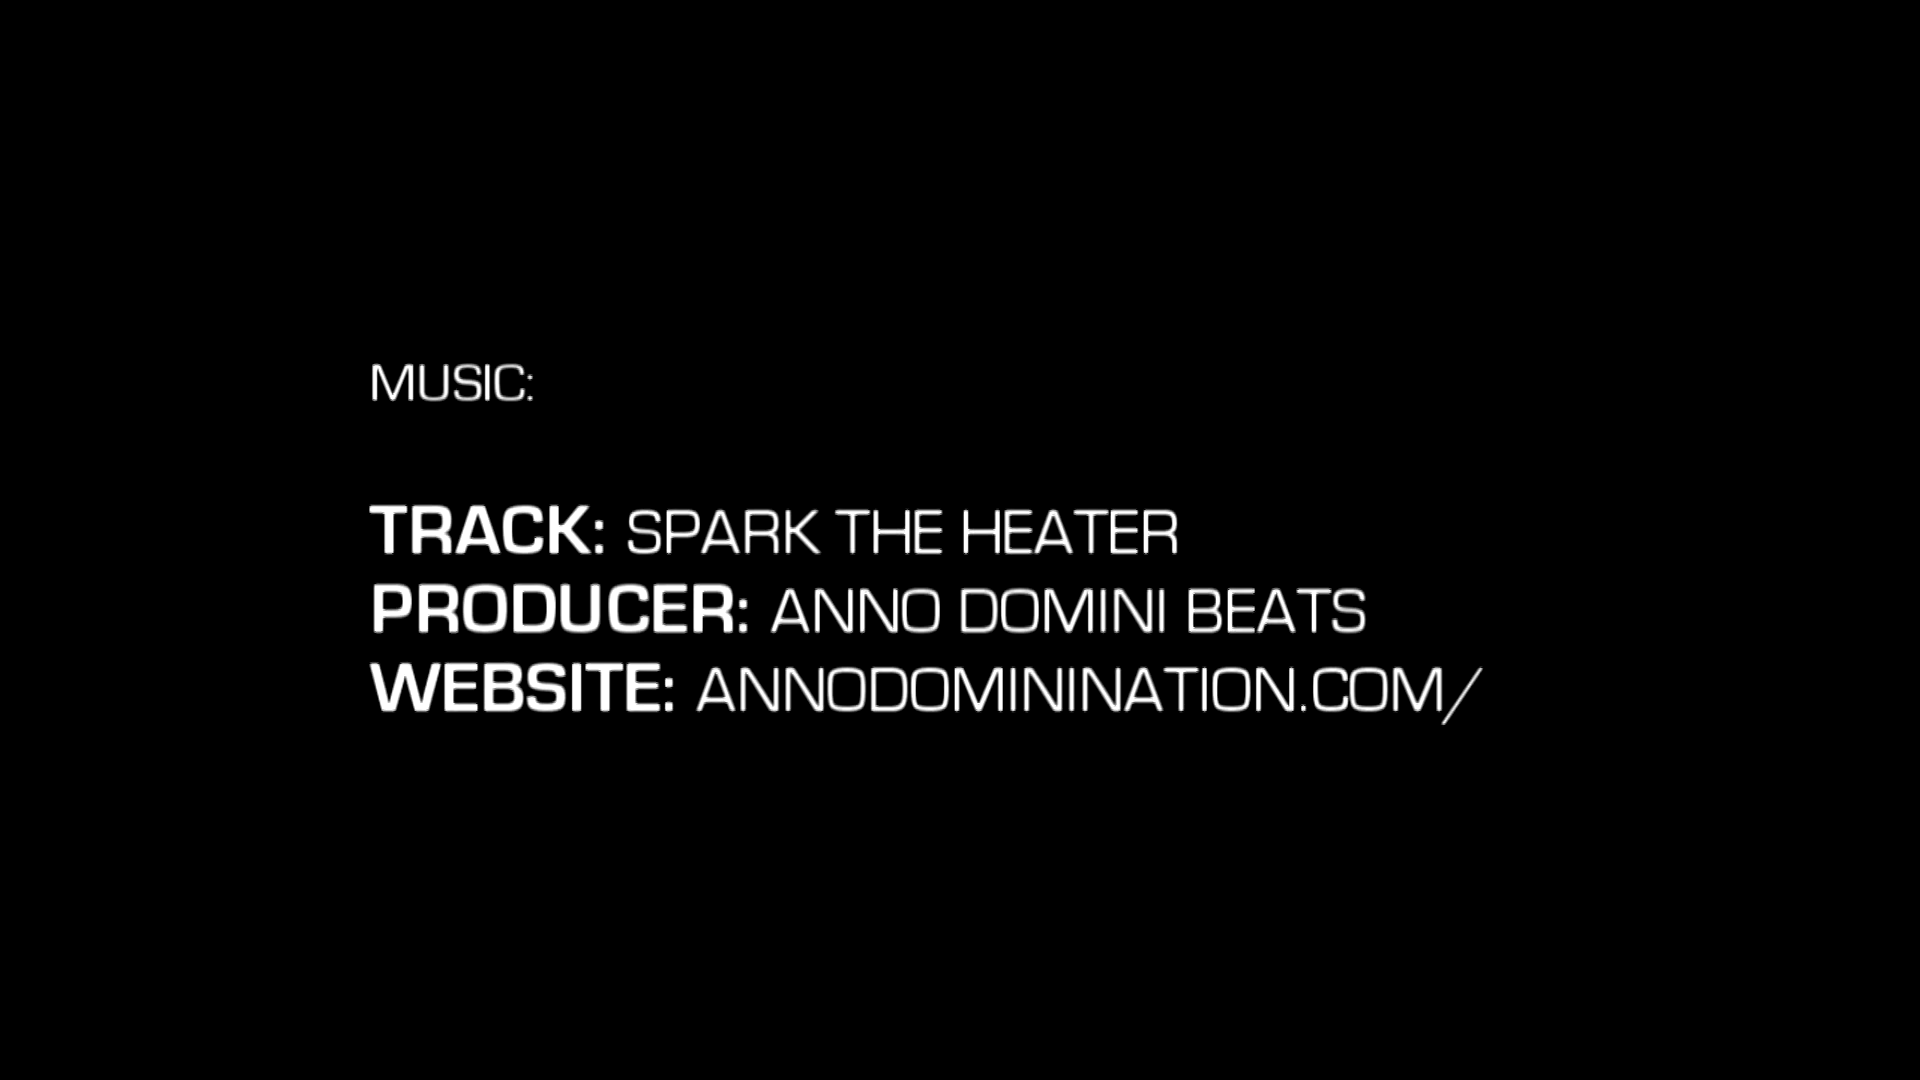 MUSIC:
TRACK: SPARK THE HEATER
PRODUCER: ANNO DOMINI BEATS
WEBSITE: ANNODOMININATION.COM/